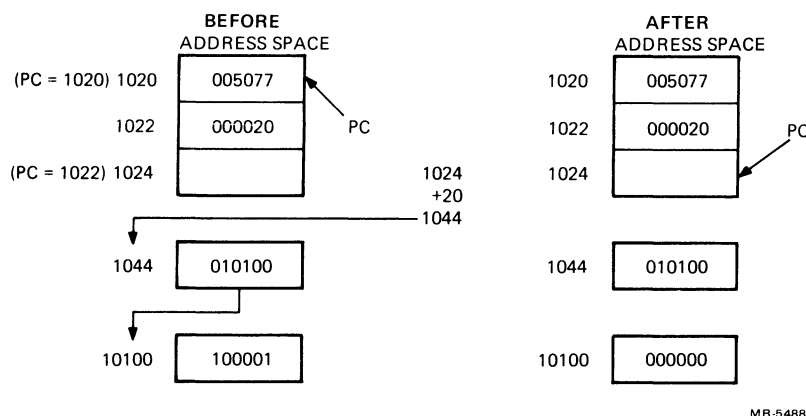 BEFORE
ADDRESS SPACE
(PC = 1020) 1020 005077
1022 000020 PC
(PC = 1022) 1024
1024
+20
1044
1044 010100
10100 100001
AFTER
ADDRESS SPACE
1020 005077
1022 000020 PC
1024
1044 010100
10100 000000
MR-5488